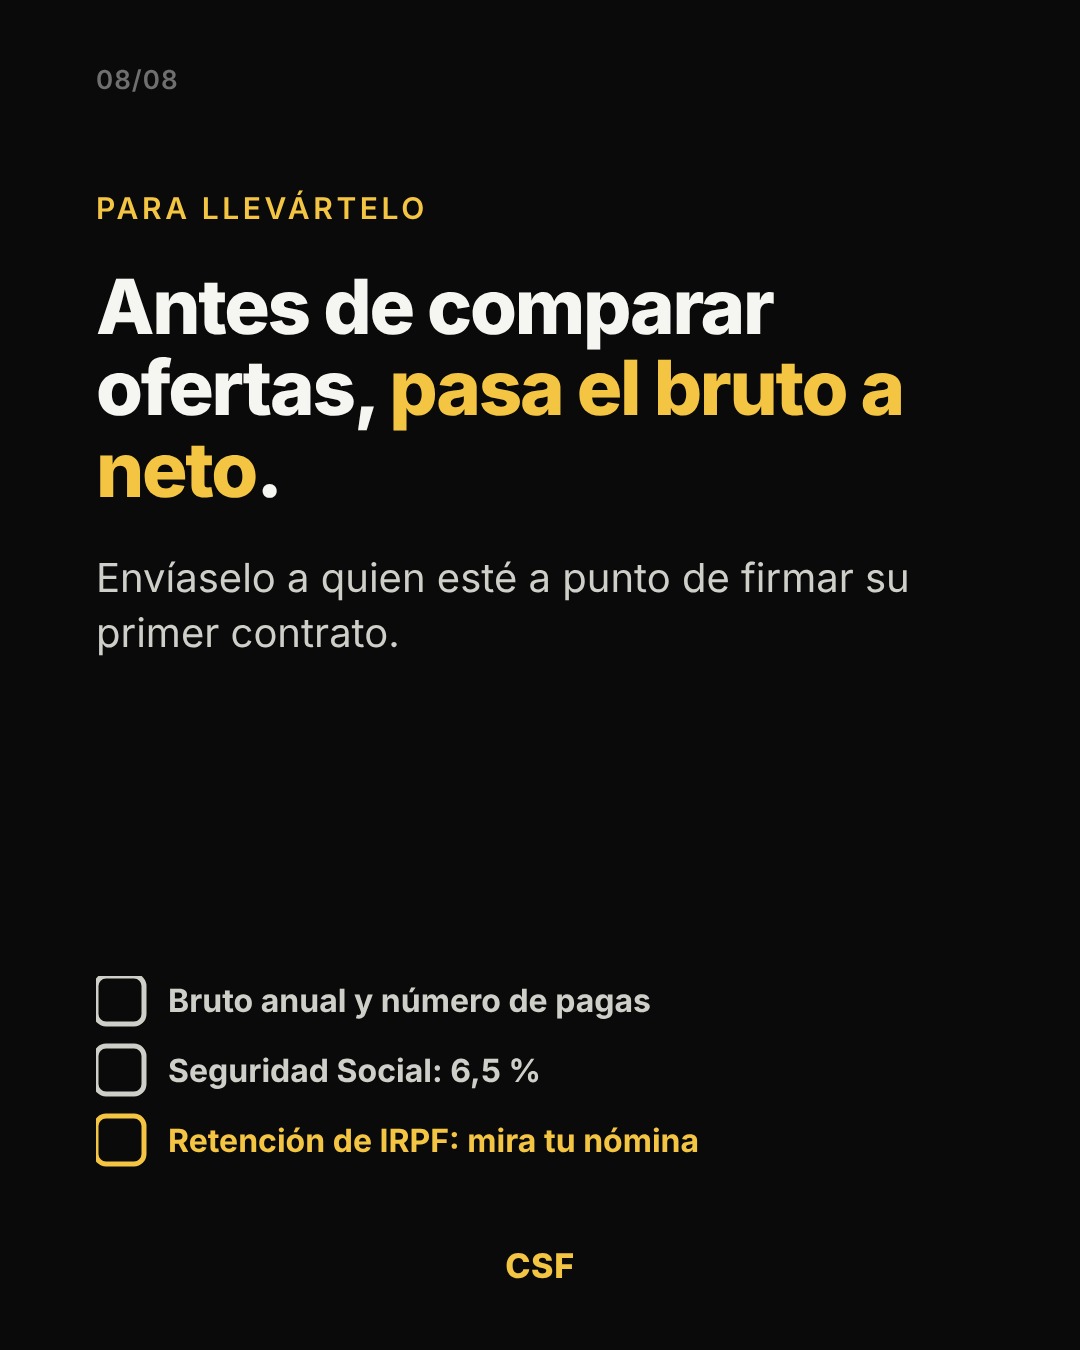 08/08
PARA LLEVÁRTELO
Antes de comparar
ofertas, pasa el bruto a
neto.
Envíaselo a quien esté a punto de firmar su
primer contrato.
Bruto anual y número de pagas
Seguridad Social: 6,5 %
Retención de IRPF: mira tu nómina
CSF